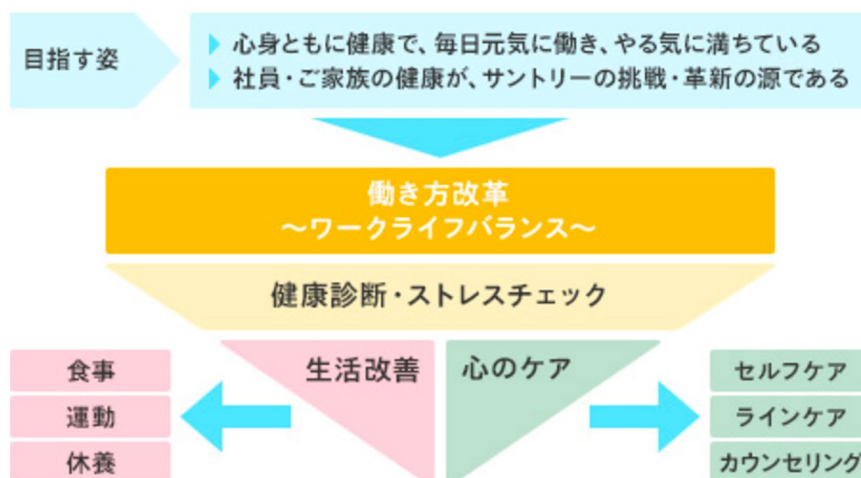 目指す姿
心身ともに健康で、毎日元気に働き、やる気に満ちている
社員・ご家族の健康が、サントリーの挑戦・革新の源である
働き方改革
～ワークライフバランス～
健康診断・ストレスチェック
生活改善
心のケア
食事
運動
休養
セルフケア
ラインケア
カウンセリング